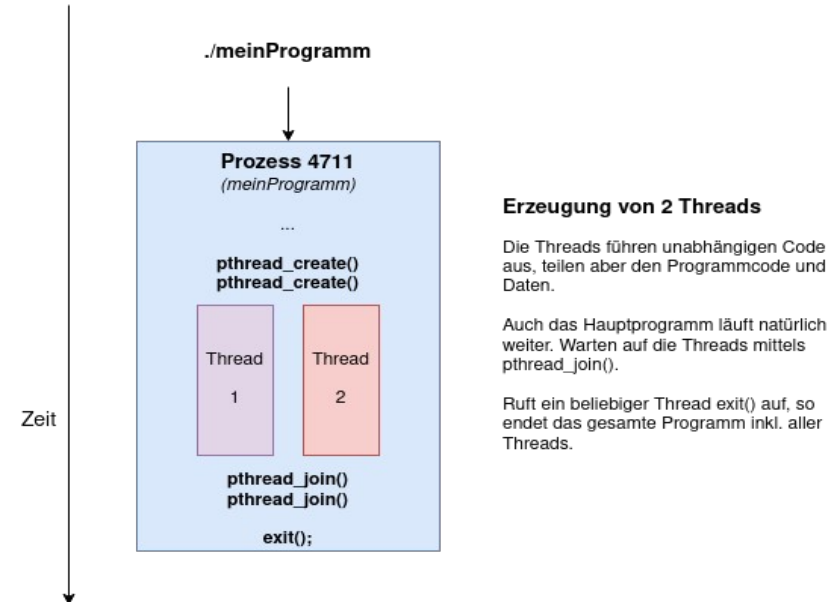 ./meinProgramm
Prozess 4711
(meinProgramm)
...
pthread_create()
pthread_create()
Thread
1
Thread
2
pthread_join()
pthread_join()
exit();
Zeit
Erzeugung von 2 Threads
Die Threads führen unabhängigen Code
aus, teilen aber den Programmcode und
Daten.
Auch das Hauptprogramm läuft natürlich
weiter. Warten auf die Threads mittels
pthread_join().
Ruft ein beliebiger Thread exit() auf, so
endet das gesamte Programm inkl. aller
Threads.